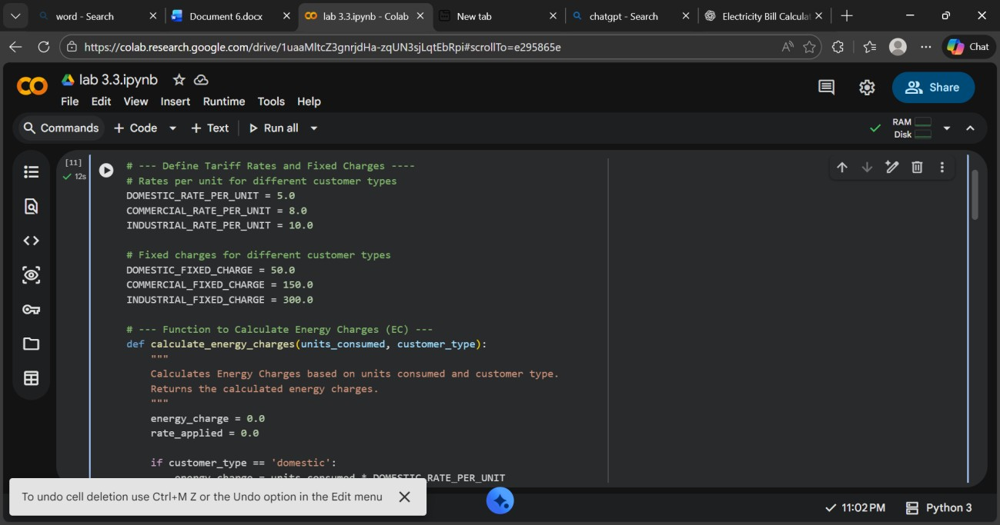 word - Search
Document 6.docx
lab 3.3.ipynb - Colab
New tab
chatgpt - Search
Electricity Bill Calculat
https://colab.research.google.com/drive/1uaaMltcZ3gnrjdHa-zqUN3sjLqtEbRpi#scrollTo=e295865e
Chat
lab 3.3.ipynb
File Edit View Insert Runtime Tools Help
Share
Commands + Code + Text Run all
RAM
Disk
[11]
12s
# --- Define Tariff Rates and Fixed Charges ----
# Rates per unit for different customer types
DOMESTIC_RATE_PER_UNIT = 5.0
COMMERCIAL_RATE_PER_UNIT = 8.0
INDUSTRIAL_RATE_PER_UNIT = 10.0
# Fixed charges for different customer types
DOMESTIC_FIXED_CHARGE = 50.0
COMMERCIAL_FIXED_CHARGE = 150.0
INDUSTRIAL_FIXED_CHARGE = 300.0
# --- Function to Calculate Energy Charges (EC) ---
def calculate_energy_charges(units_consumed, customer_type):
"""
Calculates Energy Charges based on units consumed and customer type.
Returns the calculated energy charges.
"""
energy_charge = 0.0
rate_applied = 0.0
if customer_type == 'domestic':
energy_charge = units_consumed * DOMESTIC_RATE_PER_UNIT
To undo cell deletion use Ctrl+M Z or the Undo option in the Edit menu
11:02 PM
Python 3